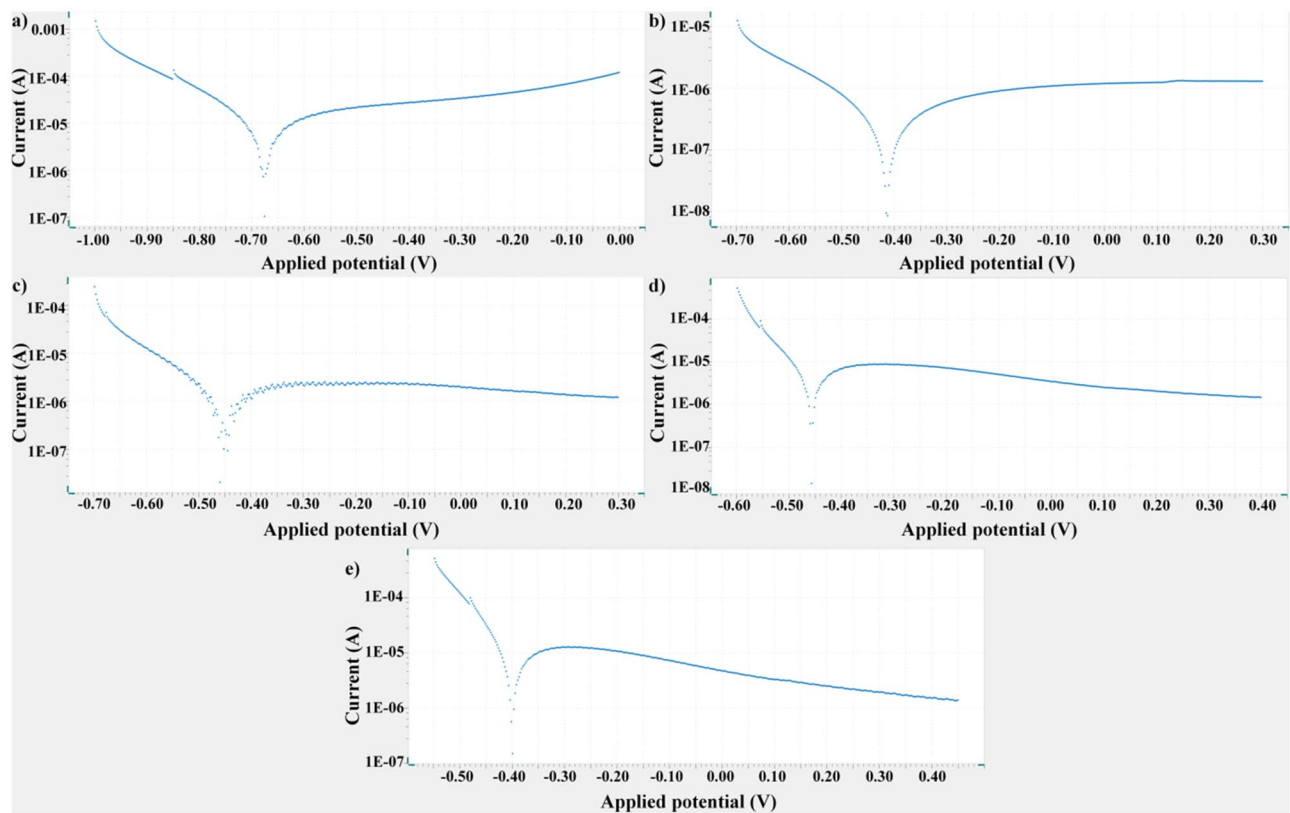 a)
Current (A)
0.001
1E-04
1E-05
1E-06
1E-07
-1.00 -0.90 -0.80 -0.70 -0.60 -0.50 -0.40 -0.30 -0.20 -0.10 0.00
Applied potential (V)
b)
Current (A)
1E-05
1E-06
1E-07
1E-08
-0.70 -0.60 -0.50 -0.40 -0.30 -0.20 -0.10 0.00 0.10 0.20 0.30
Applied potential (V)
c)
Current (A)
1E-04
1E-05
1E-06
1E-07
-0.70 -0.60 -0.50 -0.40 -0.30 -0.20 -0.10 0.00 0.10 0.20 0.30
Applied potential (V)
d)
Current (A)
1E-04
1E-05
1E-06
1E-07
1E-08
-0.60 -0.50 -0.40 -0.30 -0.20 -0.10 0.00 0.10 0.20 0.30 0.40
Applied potential (V)
e)
Current (A)
1E-04
1E-05
1E-06
1E-07
-0.50 -0.40 -0.30 -0.20 -0.10 0.00 0.10 0.20 0.30 0.40
Applied potential (V)